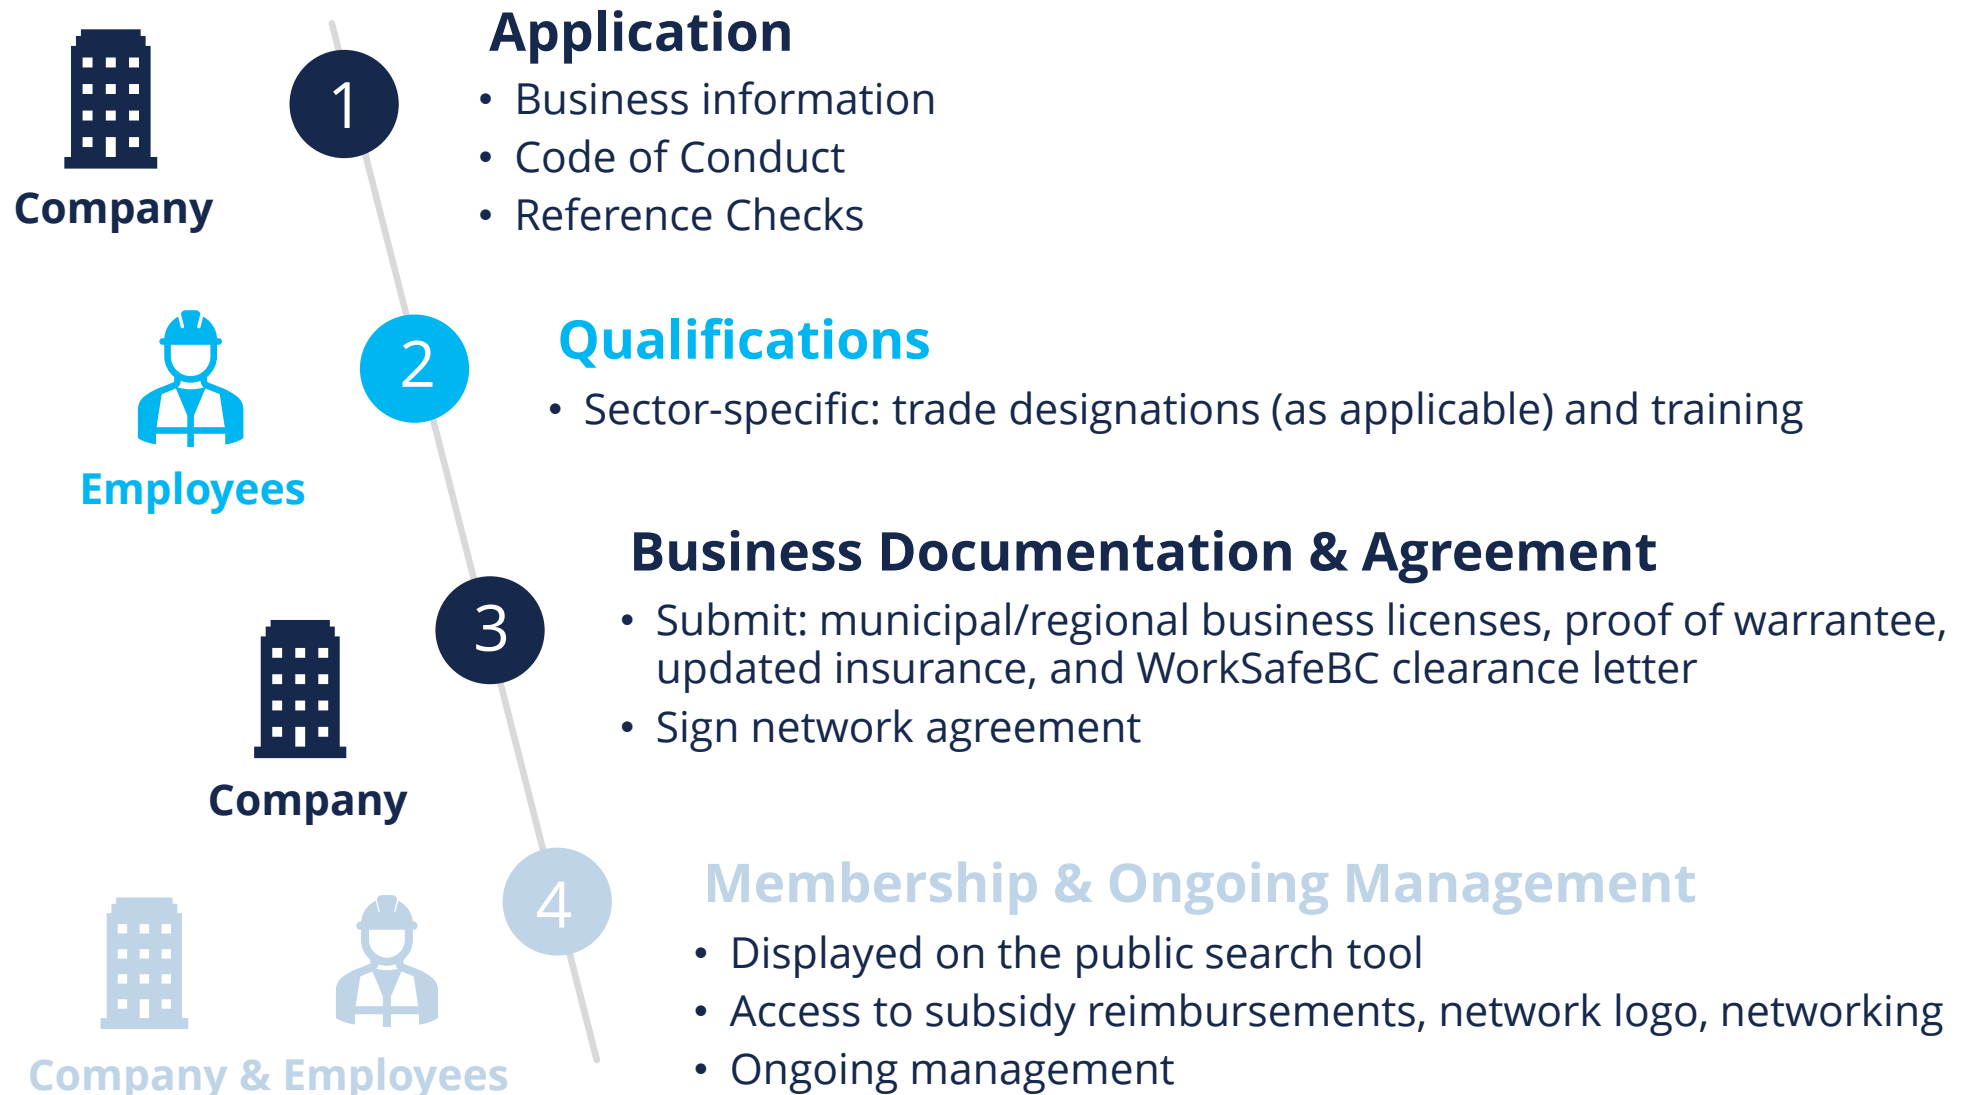 Application
1
• Business information
• Code of Conduct
• Reference Checks
Company
2
Qualifications
• Sector-specific: trade designations (as applicable) and training
Employees
Business Documentation & Agreement
3
• Submit: municipal/regional business licenses, proof of warrantee,
updated insurance, and WorkSafeBC clearance letter
• Sign network agreement
Company
4
Membership & Ongoing Management
• Displayed on the public search tool
• Access to subsidy reimbursements, network logo, networking
• Ongoing management
Company & Employees